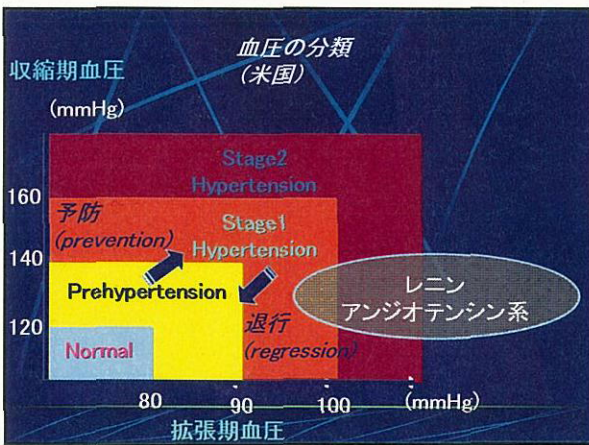 血圧の分類
(米国)
収縮期血圧
(mmHg)
Stage2
Hypertension
160
予防
(prevention)
Stage1
Hypertension
140
Prehypertension
レニン
アンジオテンシン系
120
退行
(regression)
Normal
80
90
100
(mmHg)
拡張期血圧